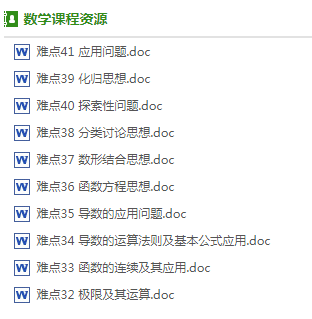 数学课程资源
难点41 应用问题.doc
难点39 化归思想.doc
难点40 探索性问题.doc
难点38 分类讨论思想.doc
难点37 数形结合思想.doc
难点36 函数方程思想.doc
难点35 导数的应用问题.doc
难点34 导数的运算法则及基本公式应用.doc
难点33 函数的连续及其应用.doc
难点32 极限及其运算.doc